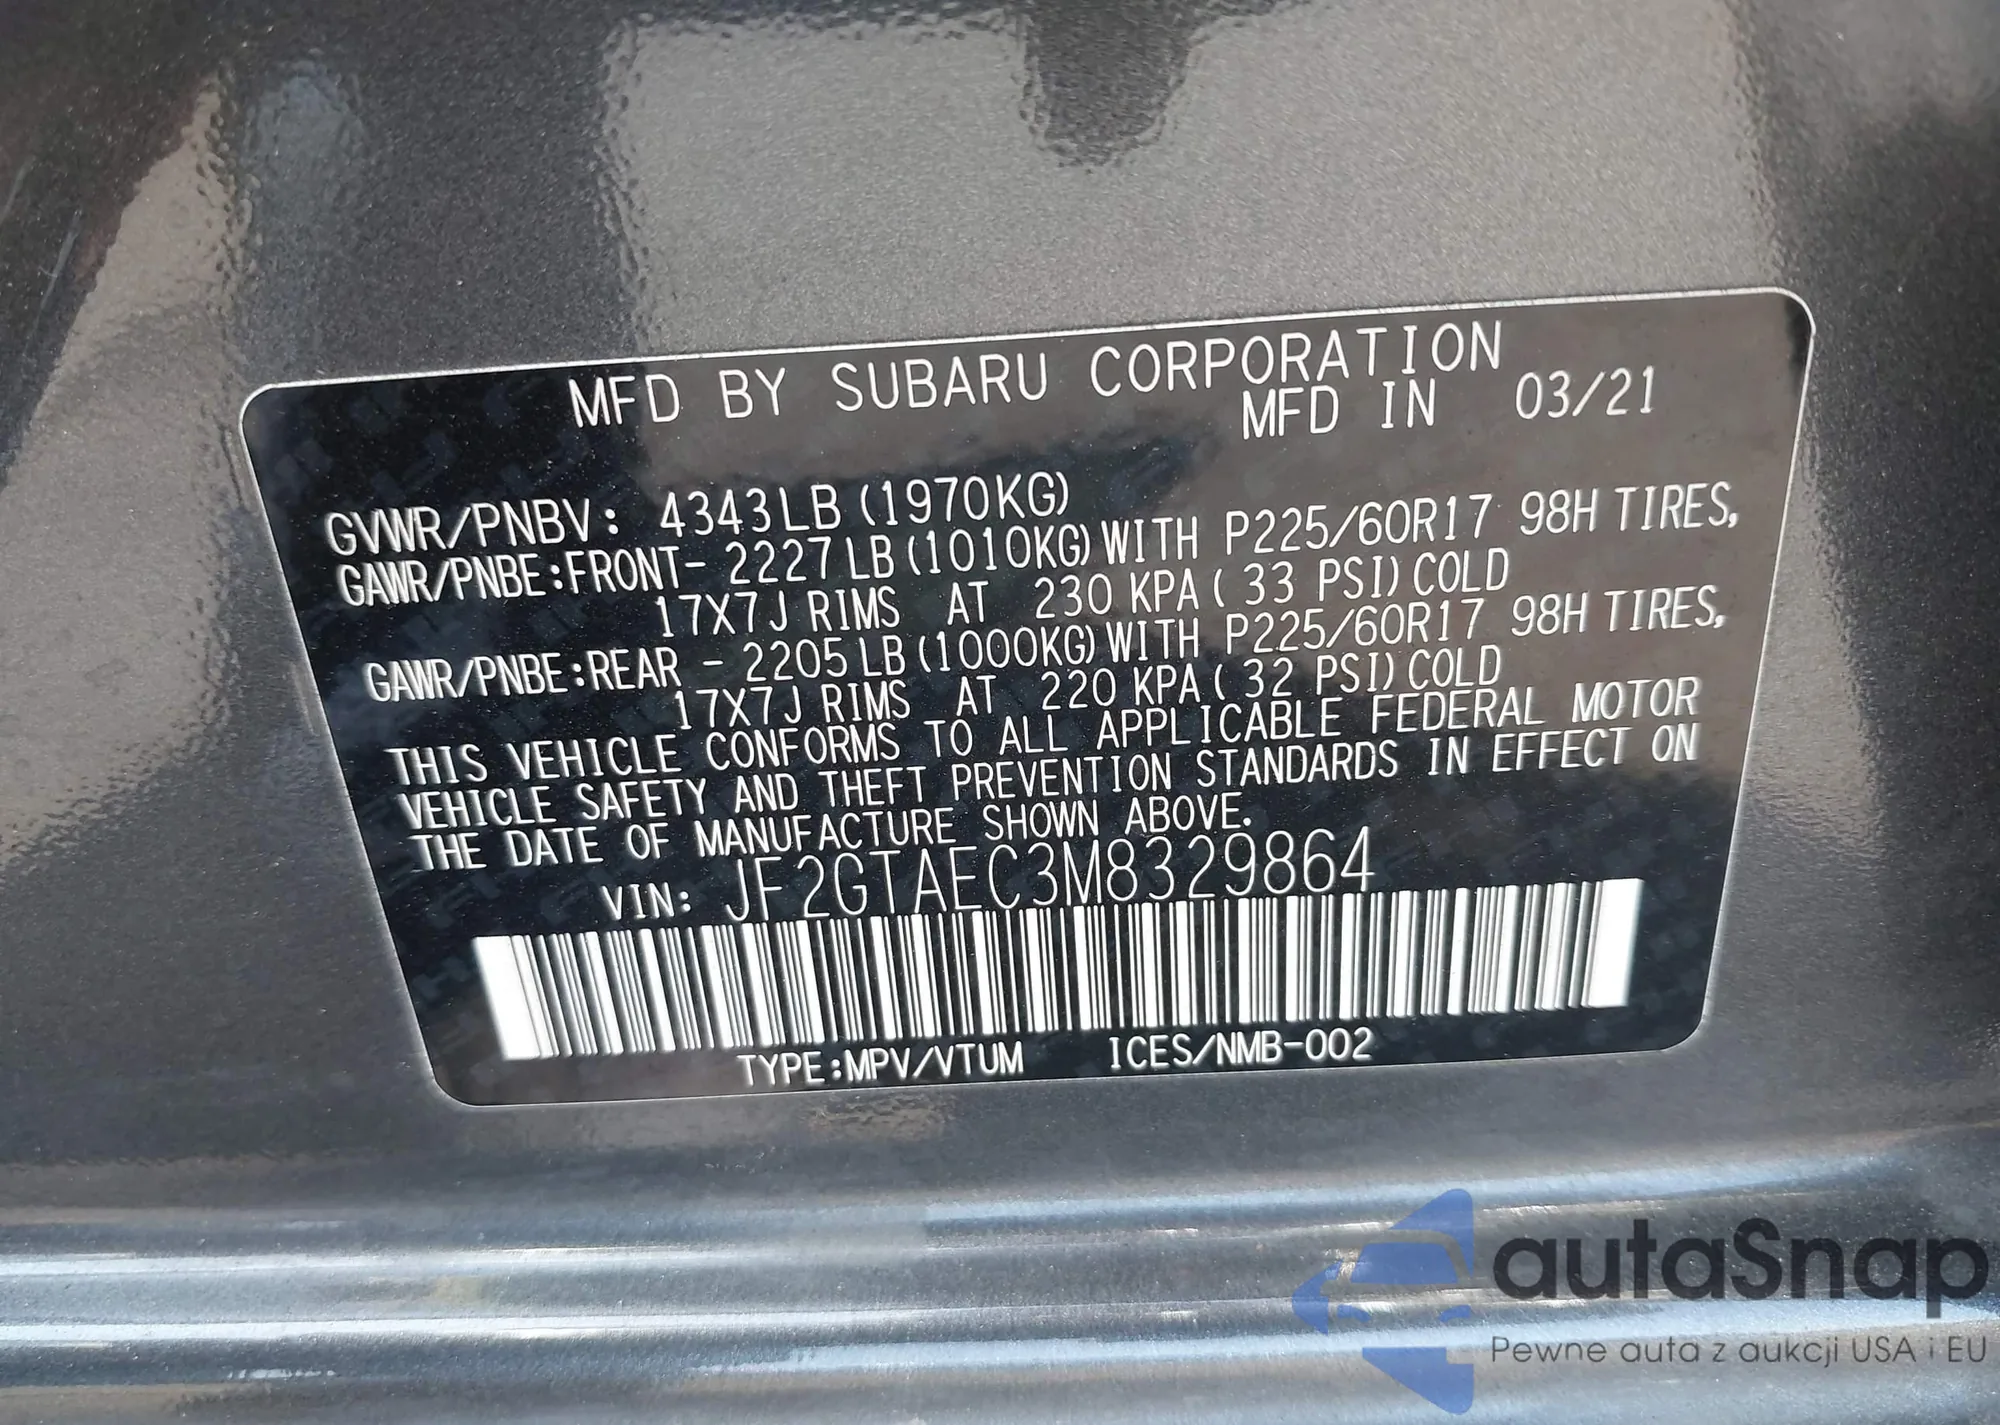 MFD BY SUBARU CORPORATION
MFD IN 03/21
GVWR/PNBV: 4343LB (1970KG)
GAWR/PNBE:FRONT- 2227LB (1010KG) WITH P225/60R17 98H TIRES,
17X7J RIMS AT 230 KPA ( 33 PSI) COLD
GAWR/PNBE:REAR - 2205LB (1000KG) WITH P225/60R17 98H TIRES,
17X7J RIMS AT 220 KPA ( 32 PSI) COLD
THIS VEHICLE CONFORMS TO ALL APPLICABLE FEDERAL MOTOR
VEHICLE SAFETY AND THEFT PREVENTION STANDARDS IN EFFECT ON
THE DATE OF MANUFACTURE SHOWN ABOVE.
VIN: JF2GTAEC3M8329864
TYPE:MPV/VTUM ICES/NMB-002
autaSnap
Pewne auta z aukcji USA i EU